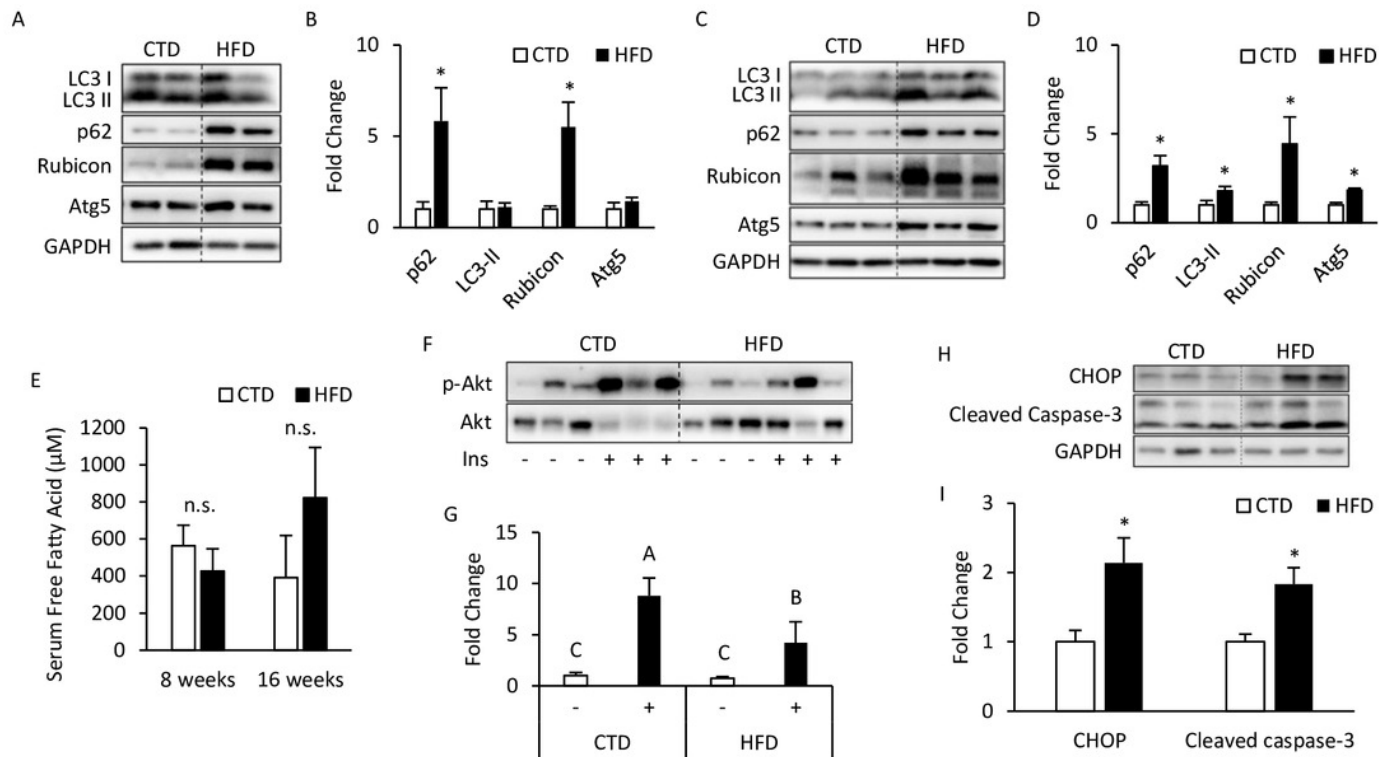 A
CTD HFD
LC3 I
LC3 II
p62
Rubicon
Atg5
GAPDH
B
CTD HFD
Fold Change
10
5
0
* *
p62 LC3-II Rubicon Atg5
C
CTD HFD
LC3 I
LC3 II
p62
Rubicon
Atg5
GAPDH
D
CTD HFD
Fold Change
10
5
0
* * * *
p62 LC3-II Rubicon Atg5
E
CTD HFD
Serum Free Fatty Acid (μM)
1200
1000
800
600
400
200
0
n.s. n.s.
8 weeks 16 weeks
F
CTD HFD
p-Akt
Akt
Ins - - - + + + - - - + + +
G
Fold Change
15
10
5
0
C A C B
- + - +
CTD HFD
H
CTD HFD
CHOP
Cleaved Caspase-3
GAPDH
I
CTD HFD
Fold Change
3
2
1
0
* *
CHOP Cleaved caspase-3